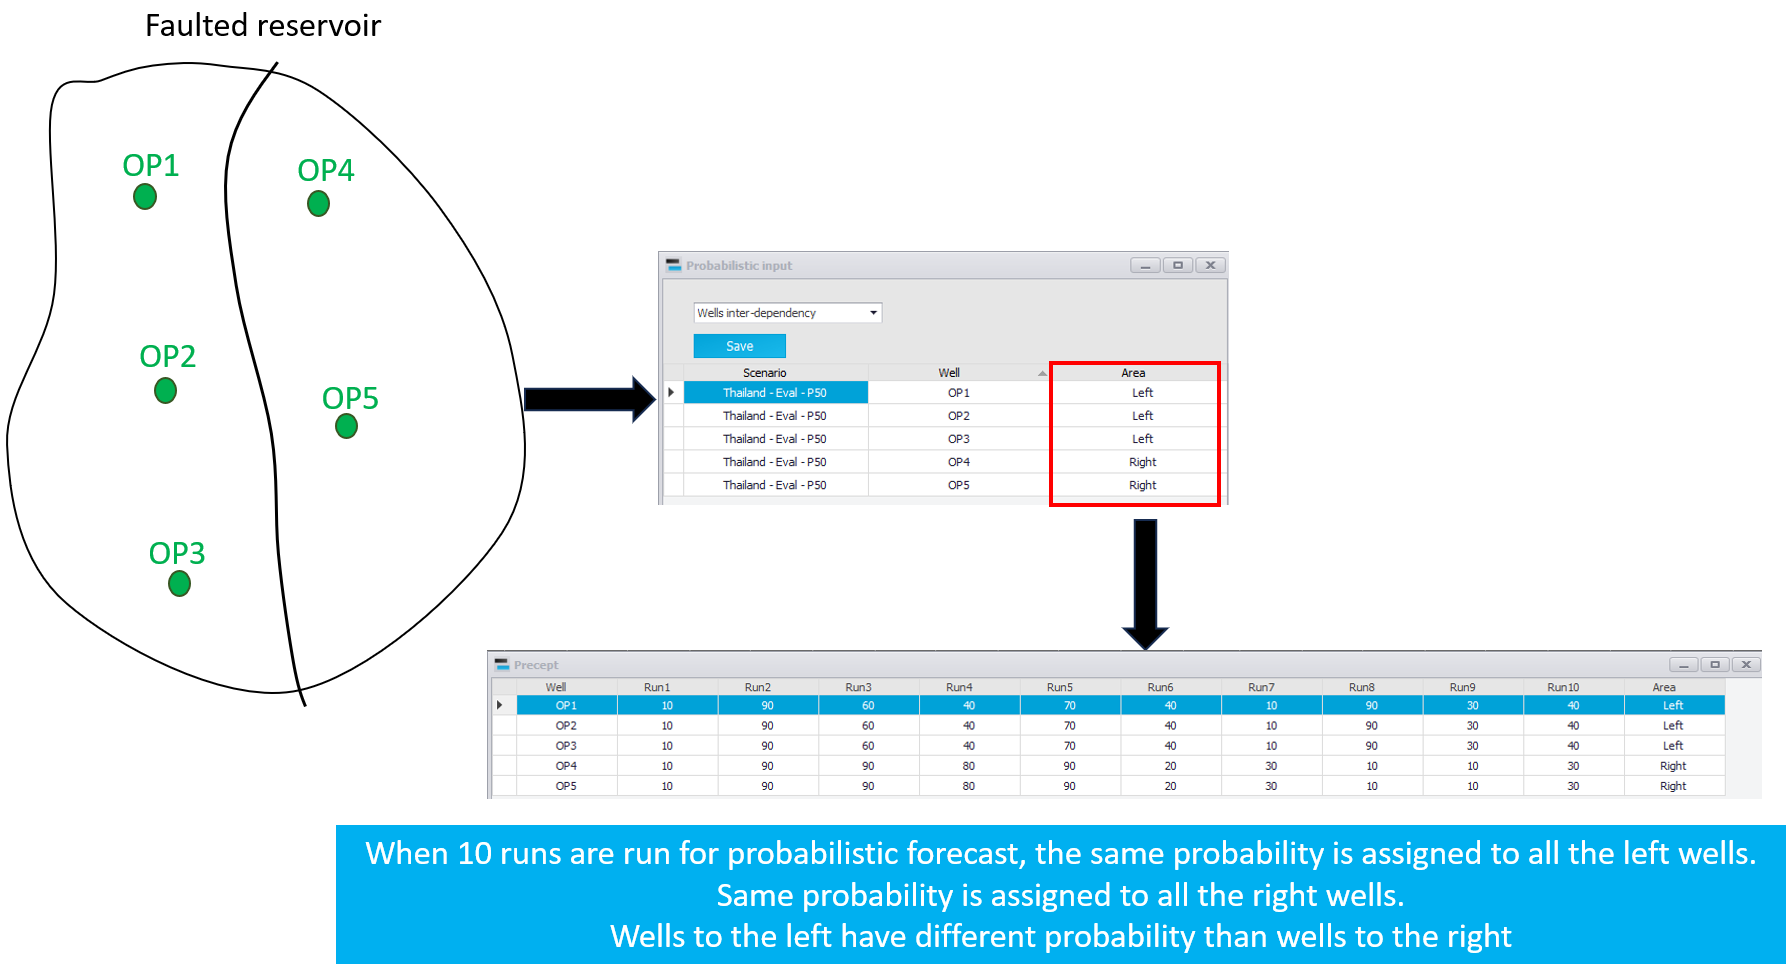 Faulted reservoir
OP1
OP4
OP2
OP5
OP3
Probabilistic input
Wells inter-dependency
Save
Scenario Well Area
Thailand - Eval - P50 OP1 Left
Thailand - Eval - P50 OP2 Left
Thailand - Eval - P50 OP3 Left
Thailand - Eval - P50 OP4 Right
Thailand - Eval - P50 OP5 Right
Precept
Well Run1 Run2 Run3 Run4 Run5 Run6 Run7 Run8 Run9 Run10 Area
OP1 10 90 60 40 70 40 10 90 30 40 Left
OP2 10 90 60 40 70 40 10 90 30 40 Left
OP3 10 90 60 40 70 40 10 90 30 40 Left
OP4 10 90 90 80 90 20 30 10 10 30 Right
OP5 10 90 90 80 90 20 30 10 10 30 Right
When 10 runs are run for probabilistic forecast, the same probability is assigned to all the left wells.
Same probability is assigned to all the right wells.
Wells to the left have different probability than wells to the right